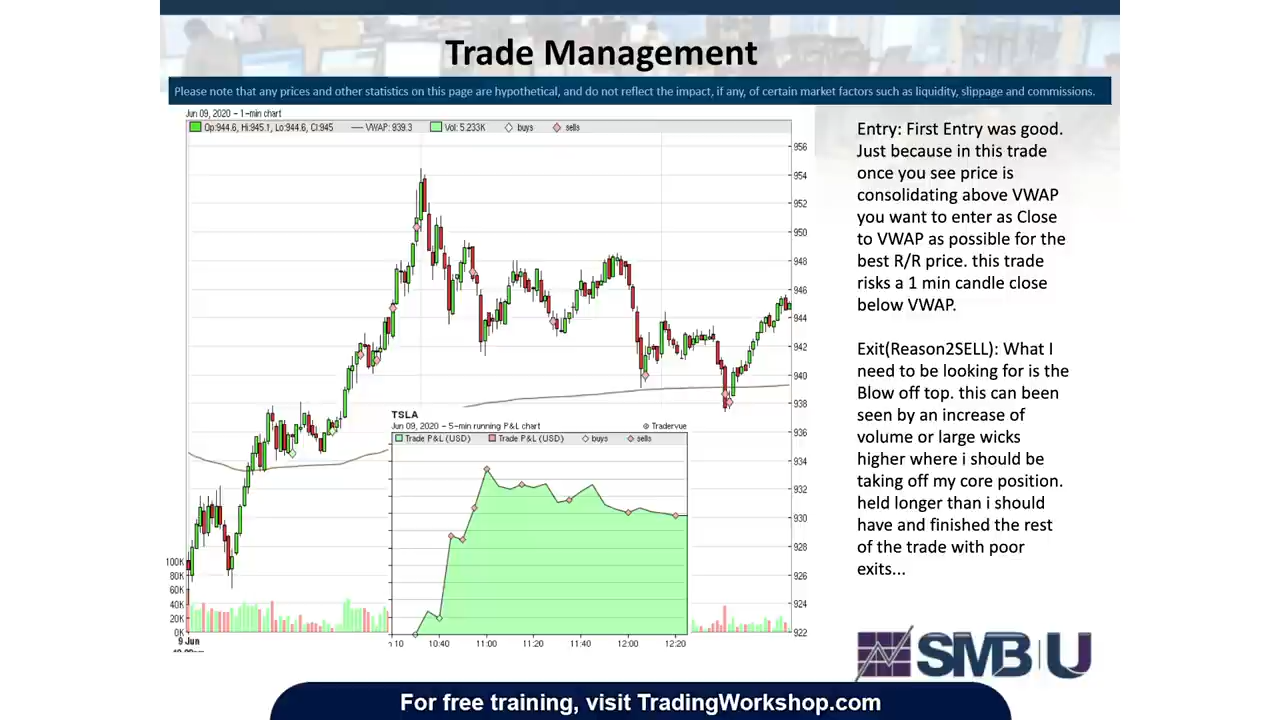 Trade Management
Please note that any prices and other statistics on this page are hypothetical, and do not reflect the impact, if any, of certain market factors such as liquidity, slippage and commissions.
Jun 09, 2020 - 1-min chart
Op:944.6, Hi:945.1, Lo:944.6, Cl:945 VWAP: 939.3 Vol: 5.233K buys sells
956
954
952
950
948
946
944
942
940
938
936
934
932
930
928
926
924
922
100K
80K
60K
40K
20K
0K
9 Jun
TSLA
Jun 09, 2020 - 5-min running P&L chart Tradervue
Trade P&L (USD) Trade P&L (USD) buys sells
10:40 11:00 11:20 11:40 12:00 12:20
Entry: First Entry was good.
Just because in this trade
once you see price is
consolidating above VWAP
you want to enter as Close
to VWAP as possible for the
best R/R price. this trade
risks a 1 min candle close
below VWAP.
Exit(Reason2SELL): What I
need to be looking for is the
Blow off top. this can been
seen by an increase of
volume or large wicks
higher where i should be
taking off my core position.
held longer than i should
have and finished the rest
of the trade with poor
exits...
SMB U
For free training, visit TradingWorkshop.com